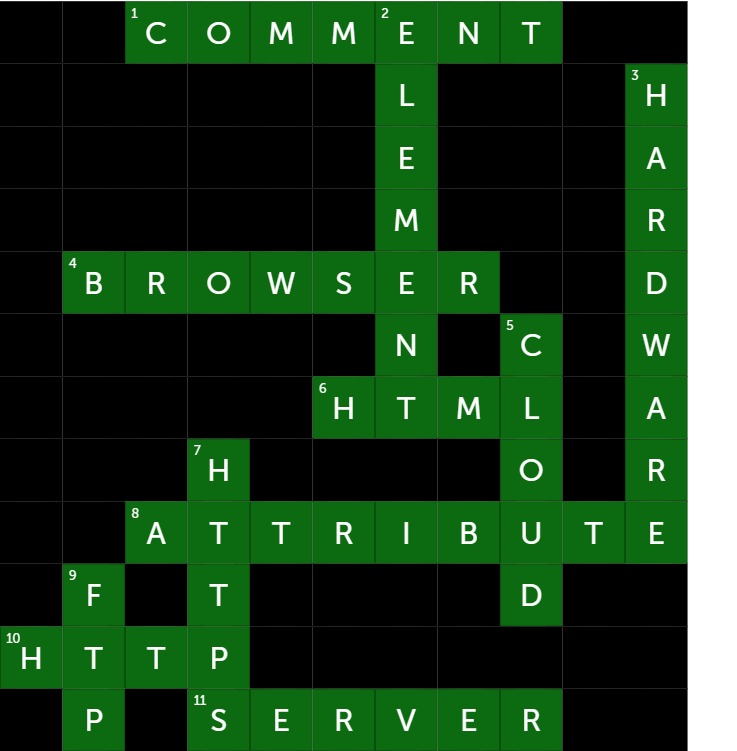 1 C O M M 2 E N T
L 3 H
E A
M R
4 B R O W S E R D
N 5 C W
6 H T M L A
7 H O R
8 A T T R I B U T E
9 F T D
10 H T T P
P 11 S E R V E R